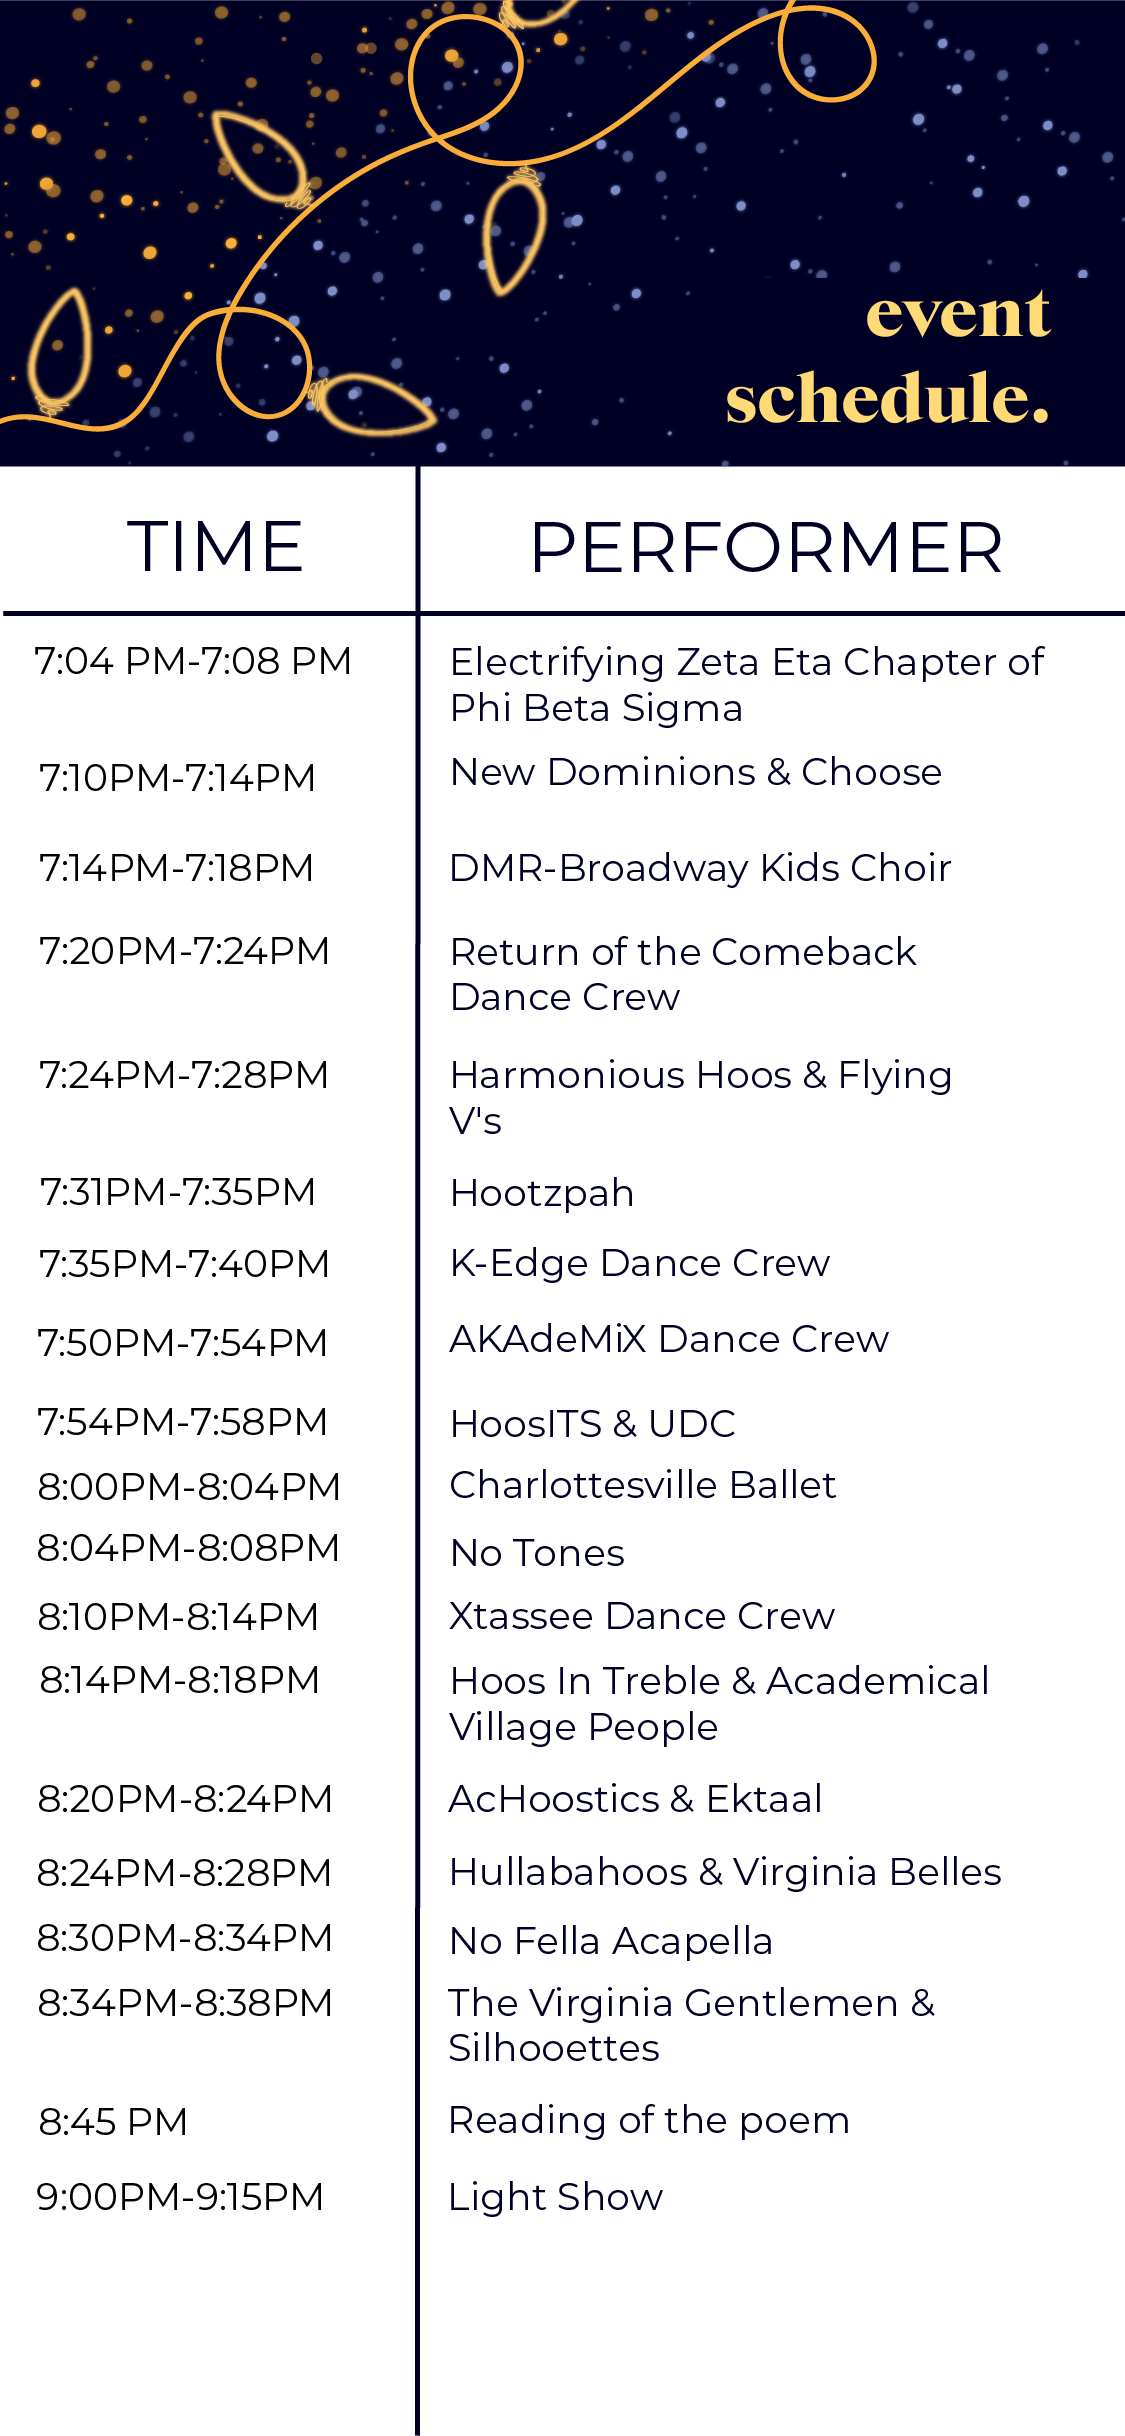 event
schedule.
TIME PERFORMER
7:04 PM-7:08 PM Electrifying Zeta Eta Chapter of
Phi Beta Sigma
7:10PM-7:14PM New Dominions & Choose
7:14PM-7:18PM DMR-Broadway Kids Choir
7:20PM-7:24PM Return of the Comeback
Dance Crew
7:24PM-7:28PM Harmonious Hoos & Flying
V's
7:31PM-7:35PM Hootzpah
7:35PM-7:40PM K-Edge Dance Crew
7:50PM-7:54PM AKAdeMiX Dance Crew
7:54PM-7:58PM HoosITS & UDC
8:00PM-8:04PM Charlottesville Ballet
8:04PM-8:08PM No Tones
8:10PM-8:14PM Xtassee Dance Crew
8:14PM-8:18PM Hoos In Treble & Academical
Village People
8:20PM-8:24PM AcHoostics & Ektaal
8:24PM-8:28PM Hullabahoos & Virginia Belles
8:30PM-8:34PM No Fella Acapella
8:34PM-8:38PM The Virginia Gentlemen &
Silhooettes
8:45 PM Reading of the poem
9:00PM-9:15PM Light Show